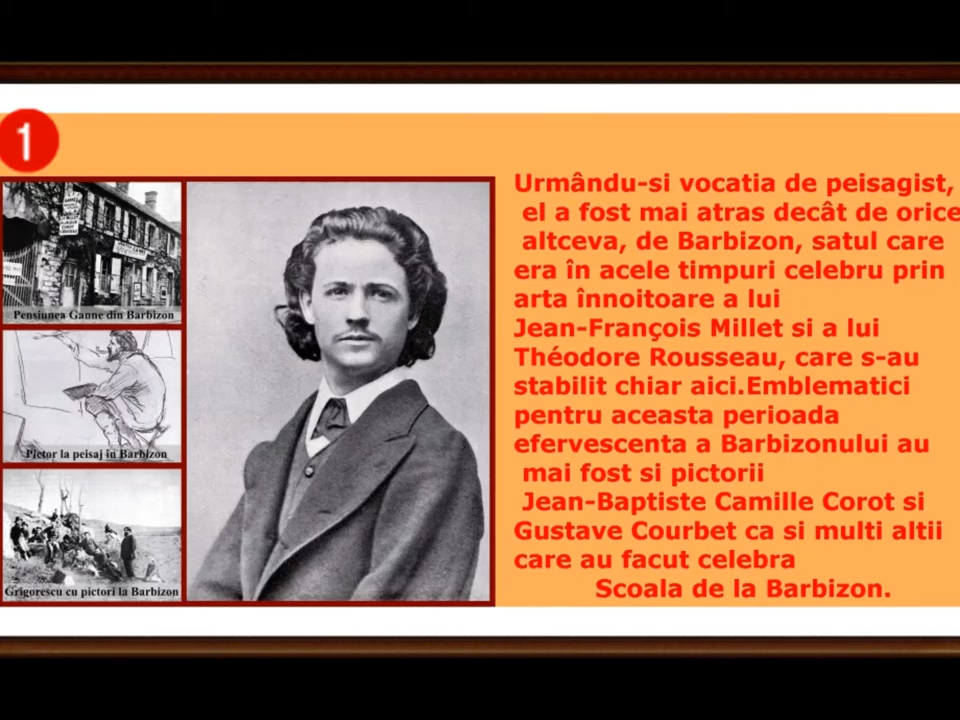 1
Pensiunea Ganne din Barbizon
Pictor la peisaj în Barbizon
Grigorescu cu pictori la Barbizon
Urmându-si vocatia de peisagist,
el a fost mai atras decât de orice
altceva, de Barbizon, satul care
era în acele timpuri celebru prin
arta înnoitoare a lui
Jean-François Millet si a lui
Théodore Rousseau, care s-au
stabilit chiar aici.Emblematici
pentru aceasta perioada
efervescenta a Barbizonului au
mai fost si pictorii
Jean-Baptiste Camille Corot si
Gustave Courbet ca si multi altii
care au facut celebra
Scoala de la Barbizon.